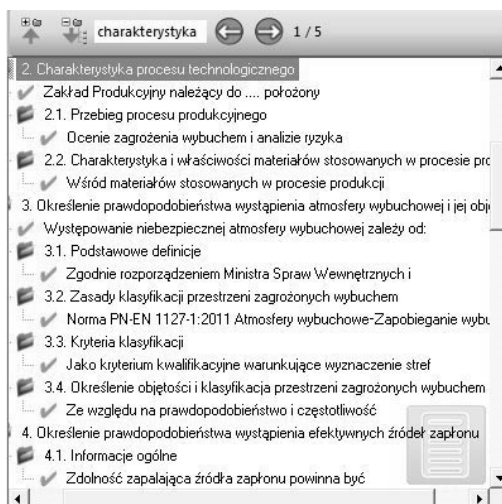 charakterystyka 1 / 5
2. Charakterystyka procesu technologicznego
Zakład Produkcyjny należący do .... położony
2.1. Przebieg procesu produkcyjnego
Ocenie zagrożenia wybuchem i analizie ryzyka
2.2. Charakterystyka i właściwości materiałów stosowanych w procesie pro
Wśród materiałów stosowanych w procesie produkcji
3. Określenie prawdopodobieństwa wystąpienia atmosfery wybuchowej i jej obję
Występowanie niebezpiecznej atmosfery wybuchowej zależy od:
3.1. Podstawowe definicje
Zgodnie rozporządzeniem Ministra Spraw Wewnętrznych i
3.2. Zasady klasyfikacji przestrzeni zagrożonych wybuchem
Norma PN-EN 1127-1:2011 Atmosfery wybuchowe-Zapobieganie wybu
3.3. Kryteria klasyfikacji
Jako kryterium kwalifikacyjne warunkujące wyznaczenie stref
3.4. Określenie objętości i klasyfikacja przestrzeni zagrożonych wybuchem
Ze względu na prawdopodobieństwo i częstotliwość
4. Określenie prawdopodobieństwa wystąpienia efektywnych źródeł zapłonu
4.1. Informacje ogólne
Zdolność zapalająca źródła zapłonu powinna być